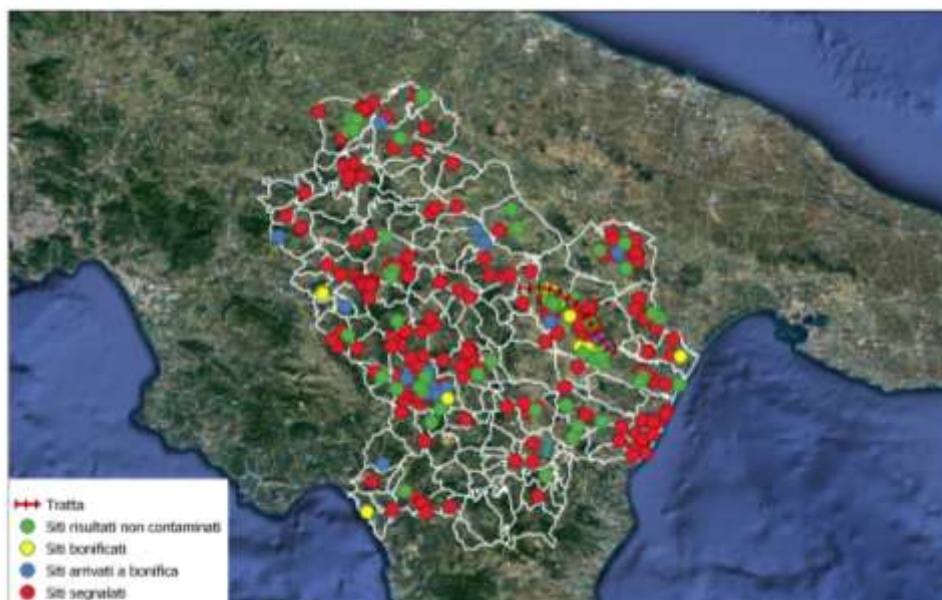 Tratta
Siti risultati non contaminati
Siti bonificati
Siti arrivati a bonifica
Siti segnalati